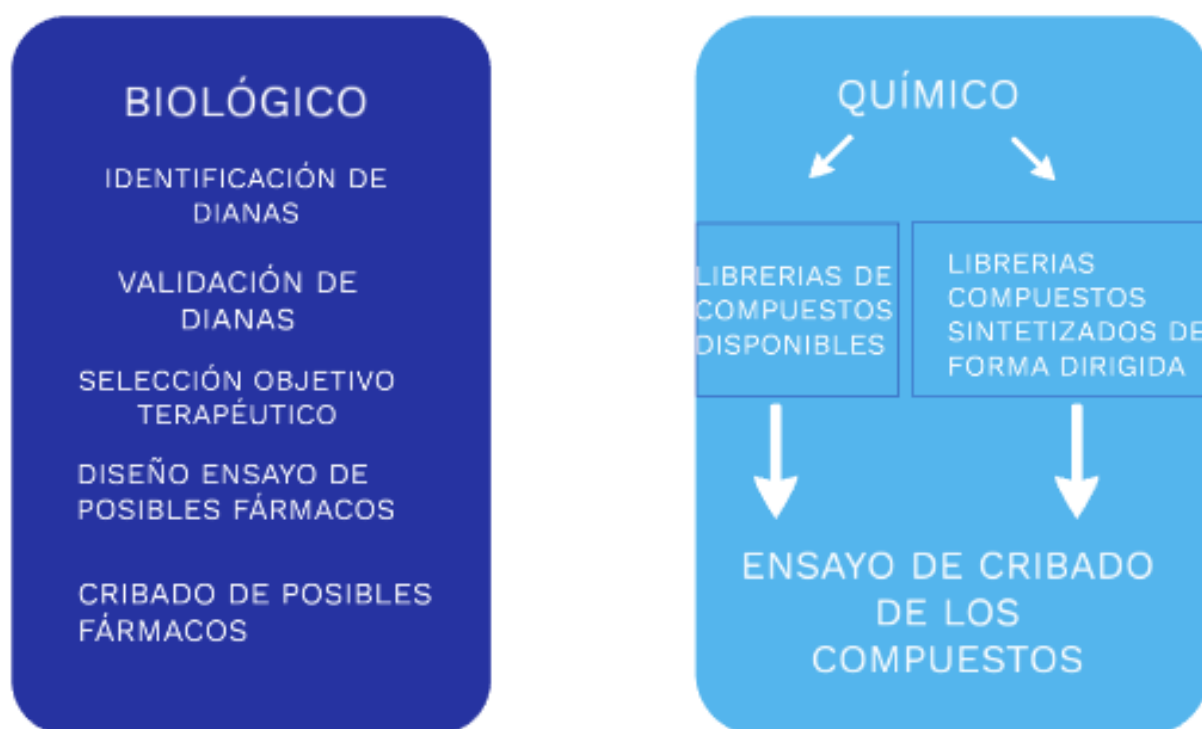 BIOLÓGICO
IDENTIFICACIÓN DE
DIANAS
VALIDACIÓN DE
DIANAS
SELECCIÓN OBJETIVO
TERAPÉUTICO
DISEÑO ENSAYO DE
POSIBLES FÁRMACOS
CRIBADO DE POSIBLES
FÁRMACOS
QUÍMICO
LIBRERIAS DE
COMPUESTOS
DISPONIBLES
LIBRERIAS
COMPUESTOS
SINTETIZADOS DE
FORMA DIRIGIDA
ENSAYO DE CRIBADO
DE LOS
COMPUESTOS